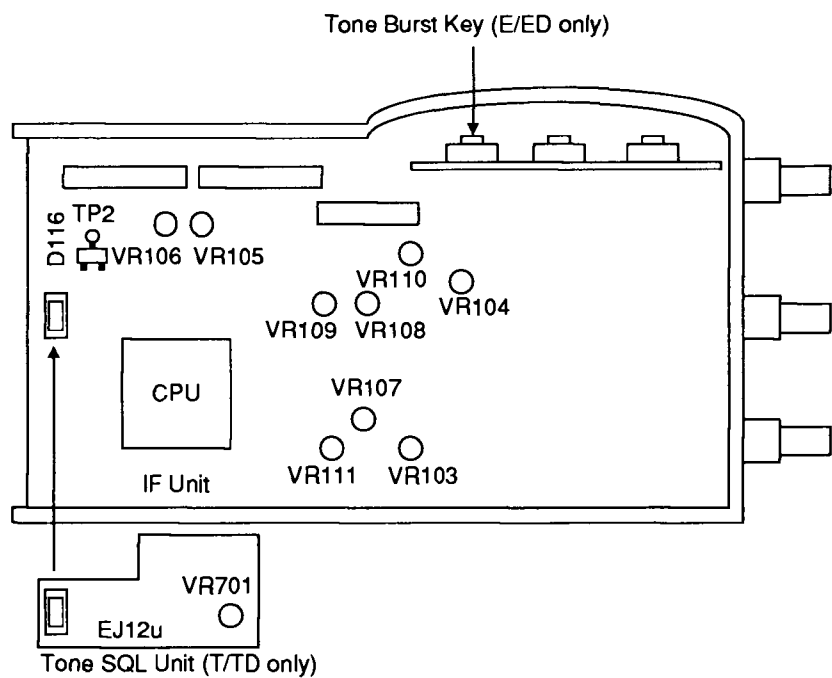 Tone Burst Key (E/ED only)
D116
TP2
VR106
VR105
VR110
VR104
VR109
VR108
CPU
VR107
VR111
VR103
IF Unit
VR701
EJ12u
Tone SQL Unit (T/TD only)